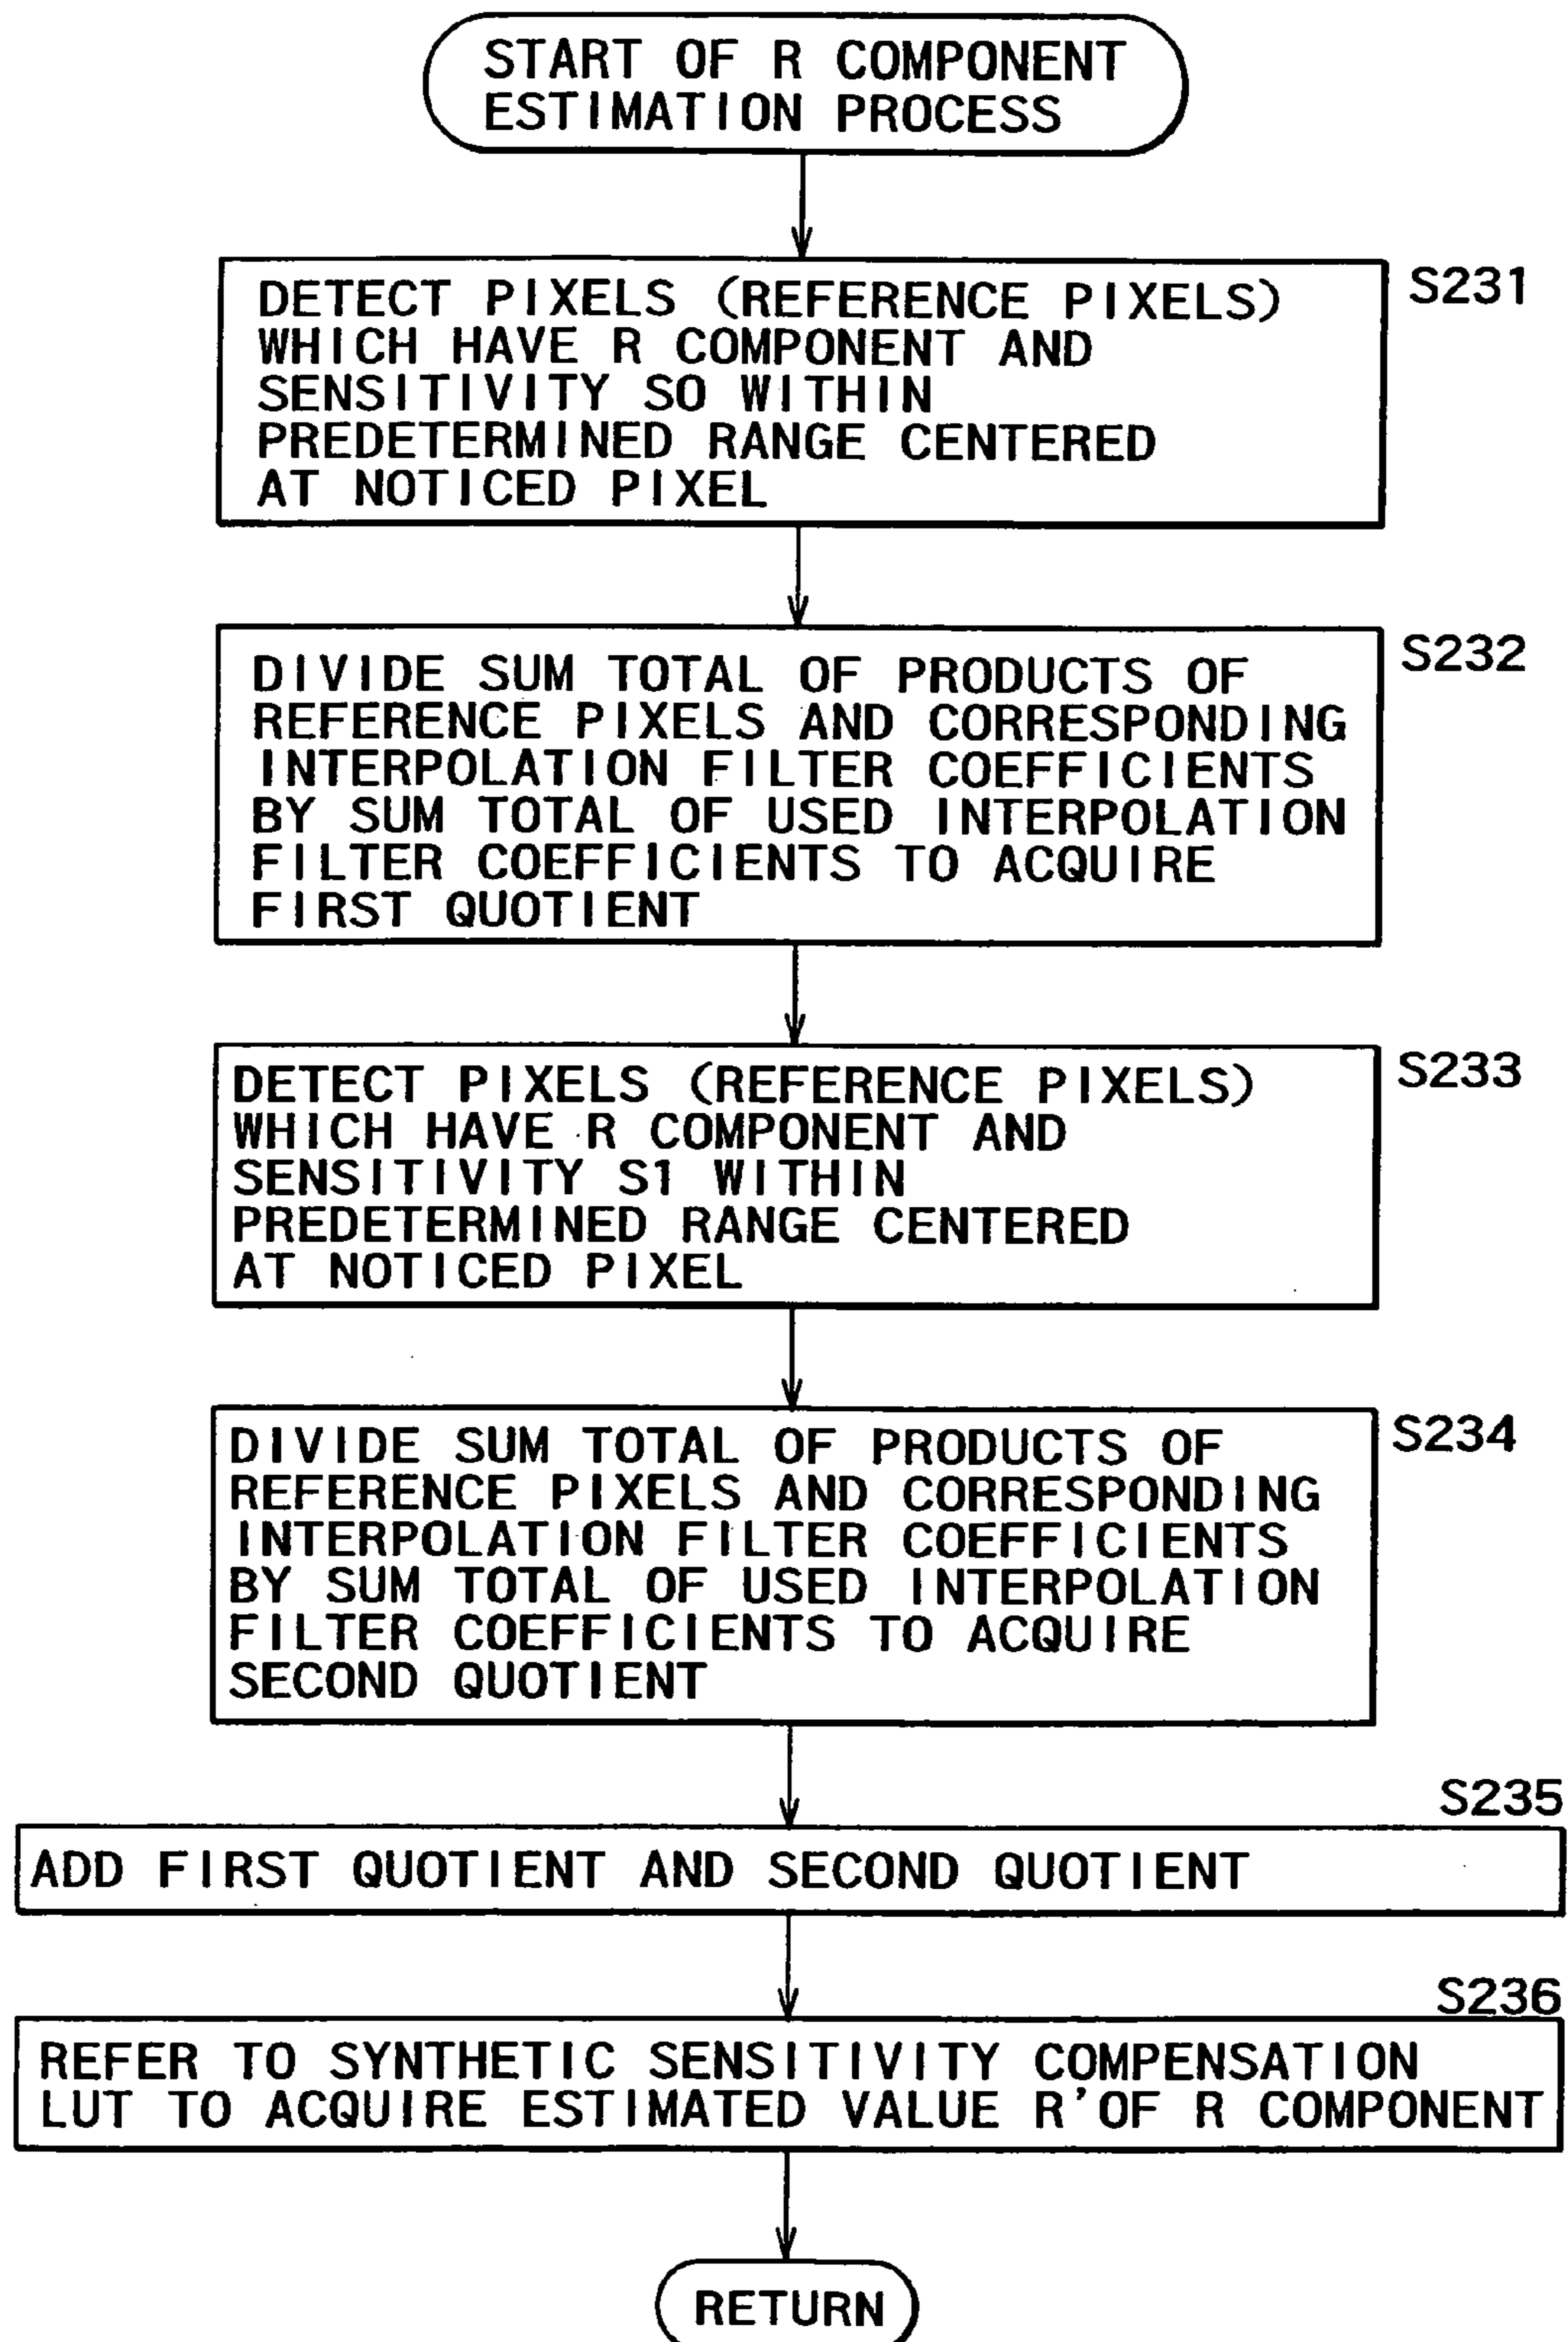 START OF R COMPONENT
ESTIMATION PROCESS
S231
DETECT PIXELS (REFERENCE PIXELS)
WHICH HAVE R COMPONENT AND
SENSITIVITY S0 WITHIN
PREDETERMINED RANGE CENTERED
AT NOTICED PIXEL
S232
DIVIDE SUM TOTAL OF PRODUCTS OF
REFERENCE PIXELS AND CORRESPONDING
INTERPOLATION FILTER COEFFICIENTS
BY SUM TOTAL OF USED INTERPOLATION
FILTER COEFFICIENTS TO ACQUIRE
FIRST QUOTIENT
S233
DETECT PIXELS (REFERENCE PIXELS)
WHICH HAVE R COMPONENT AND
SENSITIVITY S1 WITHIN
PREDETERMINED RANGE CENTERED
AT NOTICED PIXEL
S234
DIVIDE SUM TOTAL OF PRODUCTS OF
REFERENCE PIXELS AND CORRESPONDING
INTERPOLATION FILTER COEFFICIENTS
BY SUM TOTAL OF USED INTERPOLATION
FILTER COEFFICIENTS TO ACQUIRE
SECOND QUOTIENT
S235
ADD FIRST QUOTIENT AND SECOND QUOTIENT
S236
REFER TO SYNTHETIC SENSITIVITY COMPENSATION
LUT TO ACQUIRE ESTIMATED VALUE R'OF R COMPONENT
RETURN